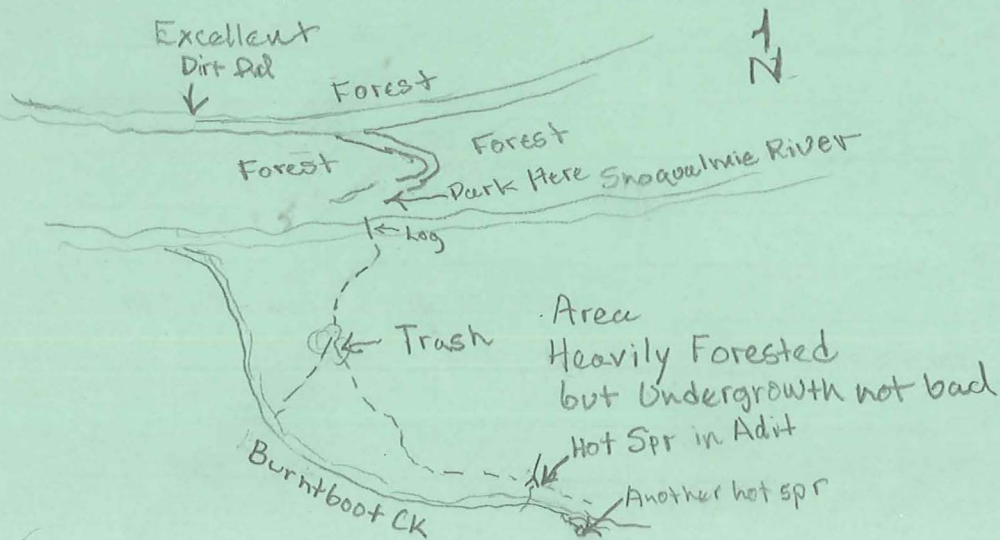 Excellent
Dirt Rd
N
Forest
Forest
Forest
Park Here
Snoqualmie River
Log
Trash
Area
Heavily Forested
but Undergrowth not bad
Hot Spr in Adit
Another hot spr
Burntboot CK